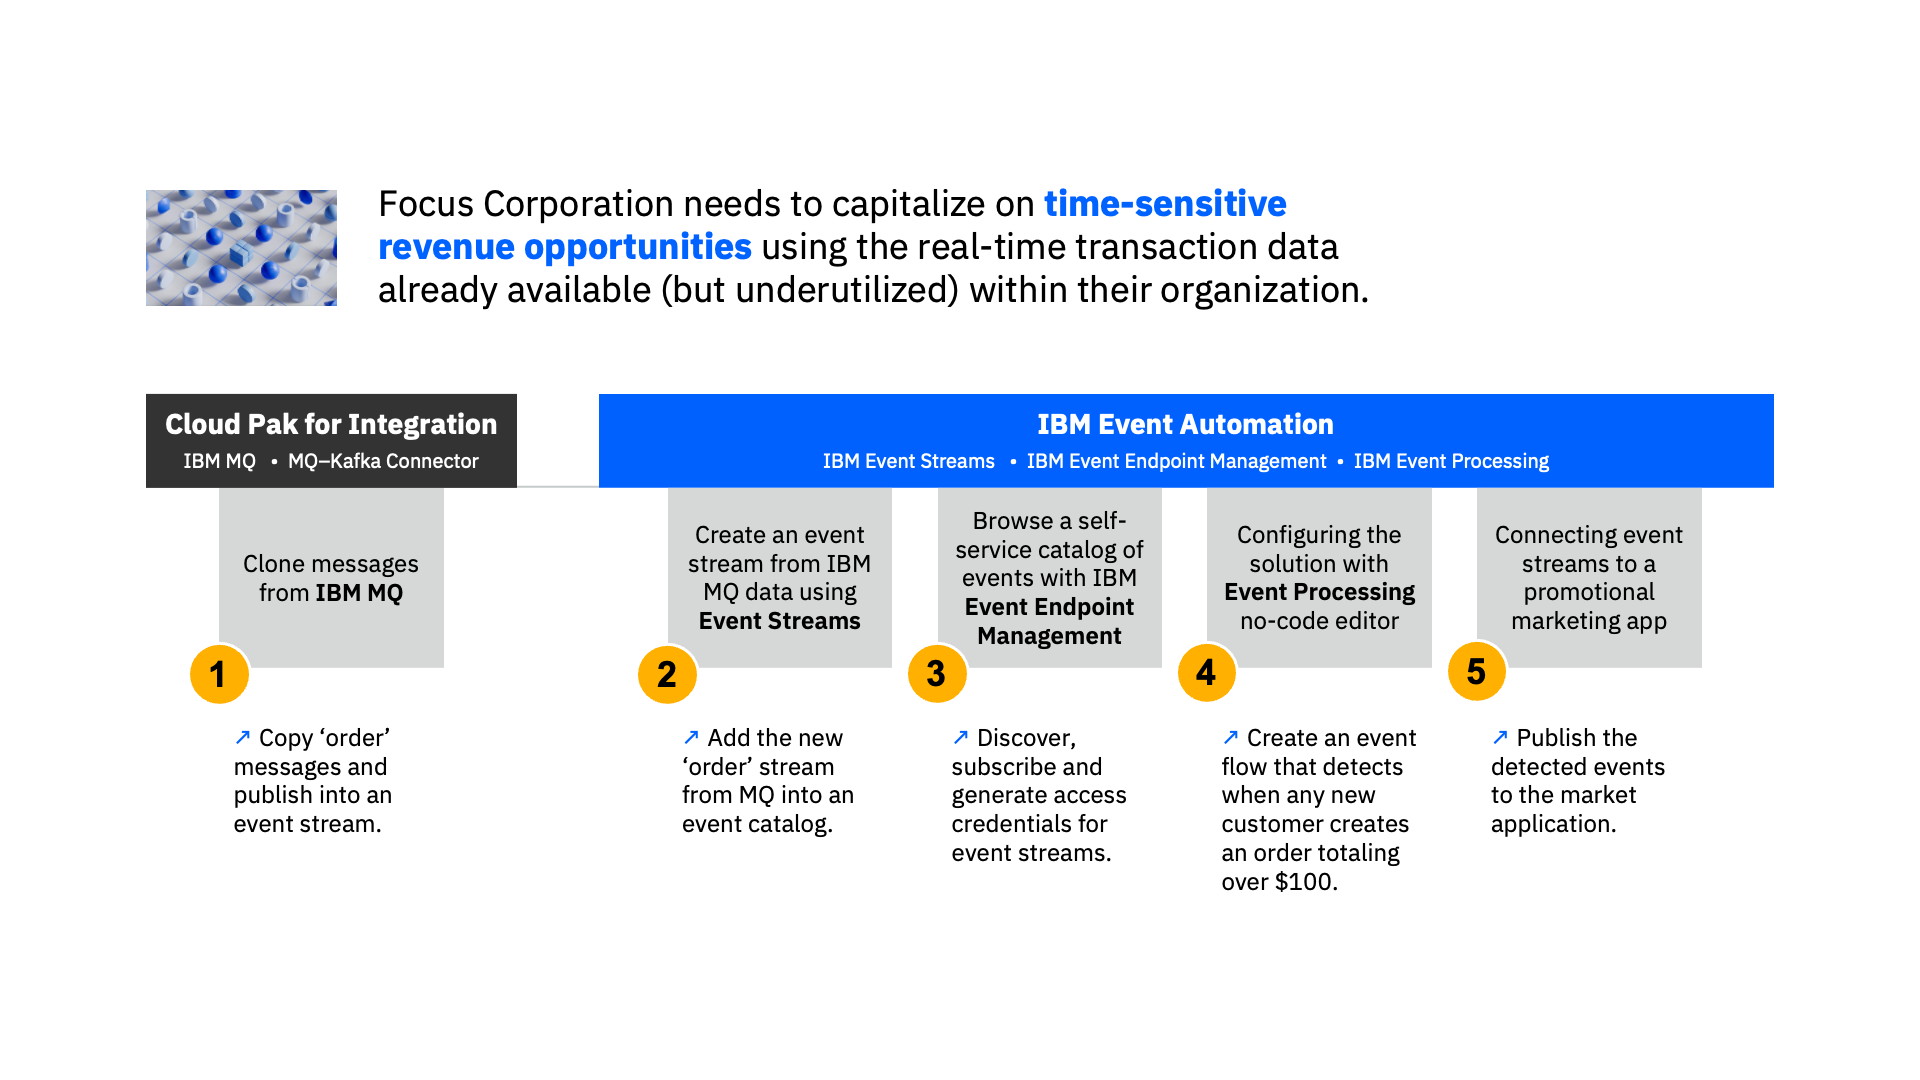 Focus Corporation needs to capitalize on time-sensitive
revenue opportunities using the real-time transaction data
already available (but underutilized) within their organization.
Cloud Pak for Integration
IBM MQ • MQ–Kafka Connector
IBM Event Automation
IBM Event Streams • IBM Event Endpoint Management • IBM Event Processing
Clone messages
from IBM MQ
1
↗ Copy ‘order’
messages and
publish into an
event stream.
Create an event
stream from IBM
MQ data using
Event Streams
2
↗ Add the new
‘order’ stream
from MQ into an
event catalog.
Browse a self-
service catalog of
events with IBM
Event Endpoint
Management
3
↗ Discover,
subscribe and
generate access
credentials for
event streams.
Configuring the
solution with
Event Processing
no-code editor
4
↗ Create an event
flow that detects
when any new
customer creates
an order totaling
over $100.
Connecting event
streams to a
promotional
marketing app
5
↗ Publish the
detected events
to the market
application.